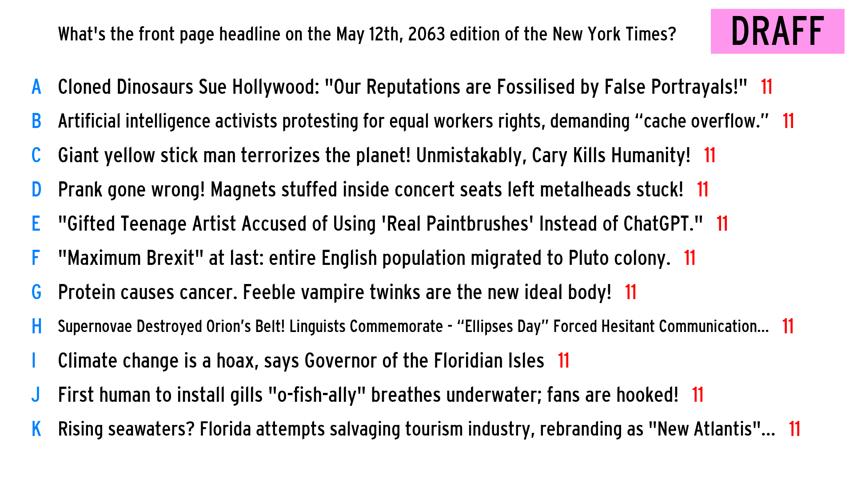 What's the front page headline on the May 12th, 2063 edition of the New York Times?
DRAFF
A Cloned Dinosaurs Sue Hollywood: "Our Reputations are Fossilised by False Portrayals!" 11
B Artificial intelligence activists protesting for equal workers rights, demanding “cache overflow.” 11
C Giant yellow stick man terrorizes the planet! Unmistakably, Cary Kills Humanity! 11
D Prank gone wrong! Magnets stuffed inside concert seats left metalheads stuck! 11
E "Gifted Teenage Artist Accused of Using 'Real Paintbrushes' Instead of ChatGPT." 11
F "Maximum Brexit" at last: entire English population migrated to Pluto colony. 11
G Protein causes cancer. Feeble vampire twinks are the new ideal body! 11
H Supernovae Destroyed Orion’s Belt! Linguists Commemorate - “Ellipses Day” Forced Hesitant Communication... 11
I Climate change is a hoax, says Governor of the Floridian Isles 11
J First human to install gills "o-fish-ally" breathes underwater; fans are hooked! 11
K Rising seawaters? Florida attempts salvaging tourism industry, rebranding as "New Atlantis"... 11